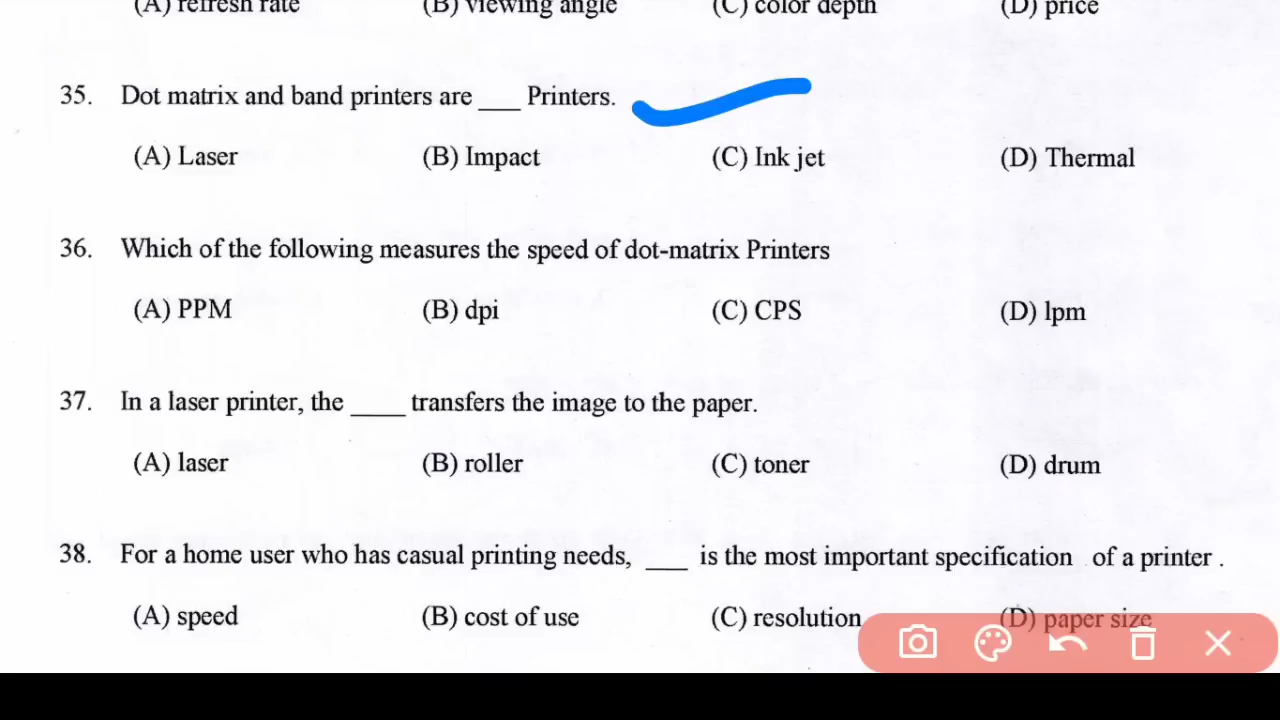 (A) refresh rate (B) viewing angle (C) color depth (D) price
35. Dot matrix and band printers are ___ Printers.
(A) Laser (B) Impact (C) Ink jet (D) Thermal
36. Which of the following measures the speed of dot-matrix Printers
(A) PPM (B) dpi (C) CPS (D) lpm
37. In a laser printer, the ____ transfers the image to the paper.
(A) laser (B) roller (C) toner (D) drum
38. For a home user who has casual printing needs, ___ is the most important specification of a printer .
(A) speed (B) cost of use (C) resolution (D) paper size